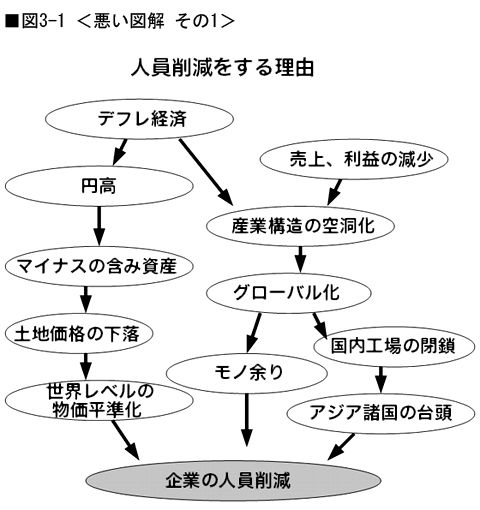 ■図3-1 ＜悪い図解 その1＞
人員削減をする理由
デフレ経済
売上、利益の減少
円高
産業構造の空洞化
マイナスの含み資産
グローバル化
土地価格の下落
国内工場の閉鎖
モノ余り
世界レベルの
物価平準化
アジア諸国の台頭
企業の人員削減